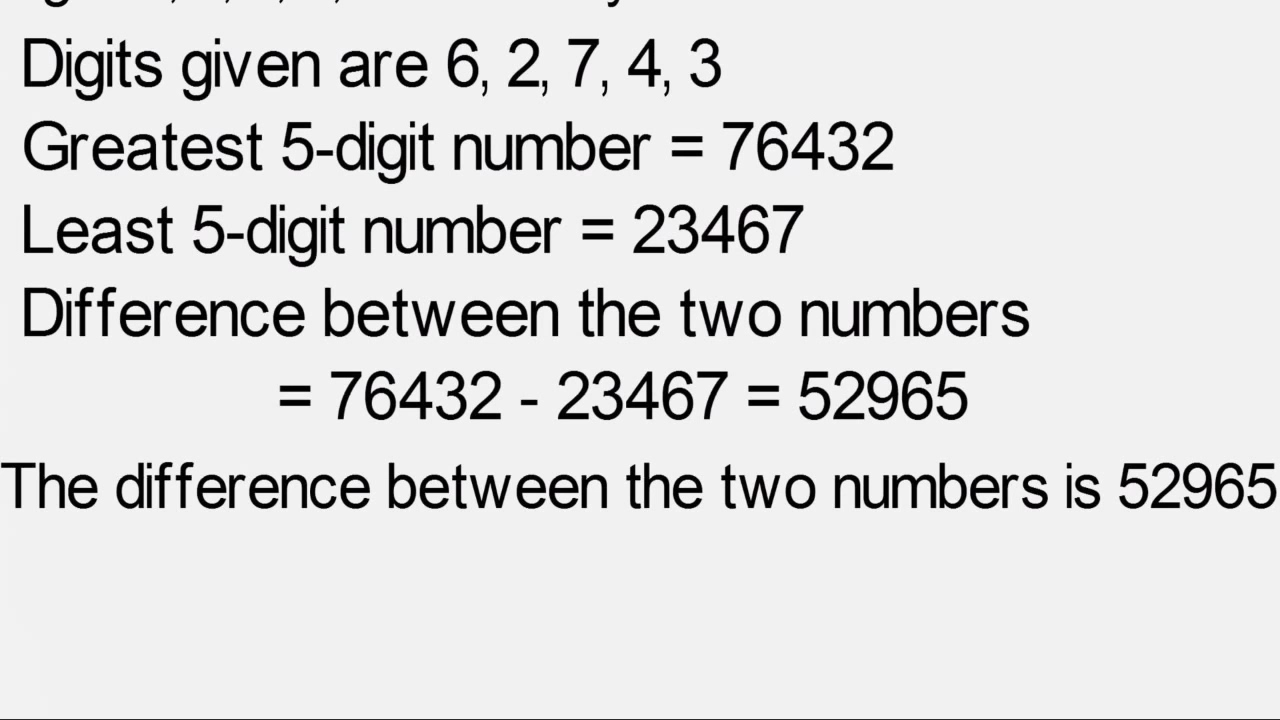 Digits given are 6, 2, 7, 4, 3
Greatest 5-digit number = 76432
Least 5-digit number = 23467
Difference between the two numbers
= 76432 - 23467 = 52965
The difference between the two numbers is 52965